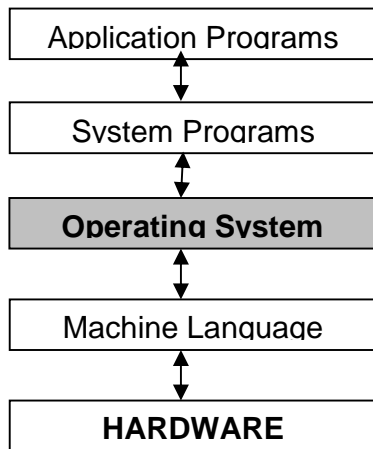 Application Programs
System Programs
Operating System
Machine Language
HARDWARE